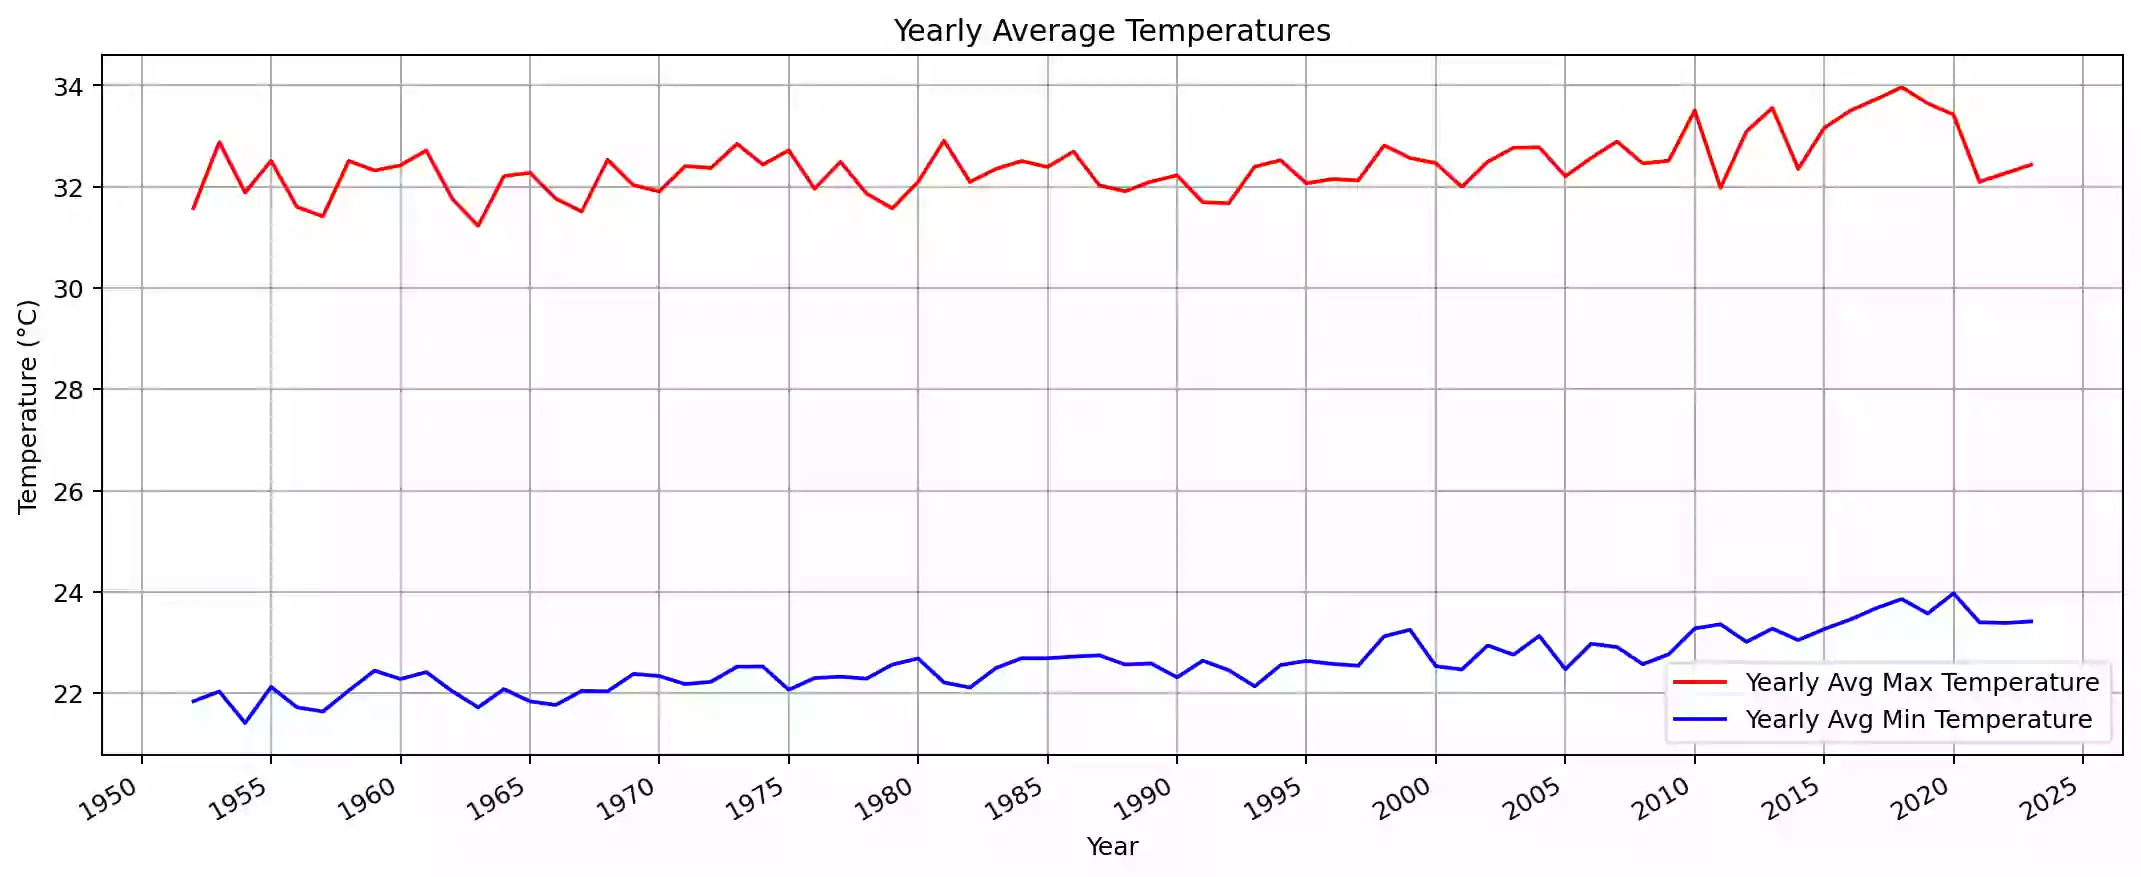 Yearly Average Temperatures
Temperature (°C)
34
32
30
28
26
24
22
Yearly Avg Max Temperature
Yearly Avg Min Temperature
1950 1955 1960 1965 1970 1975 1980 1985 1990 1995 2000 2005 2010 2015 2020 2025
Year